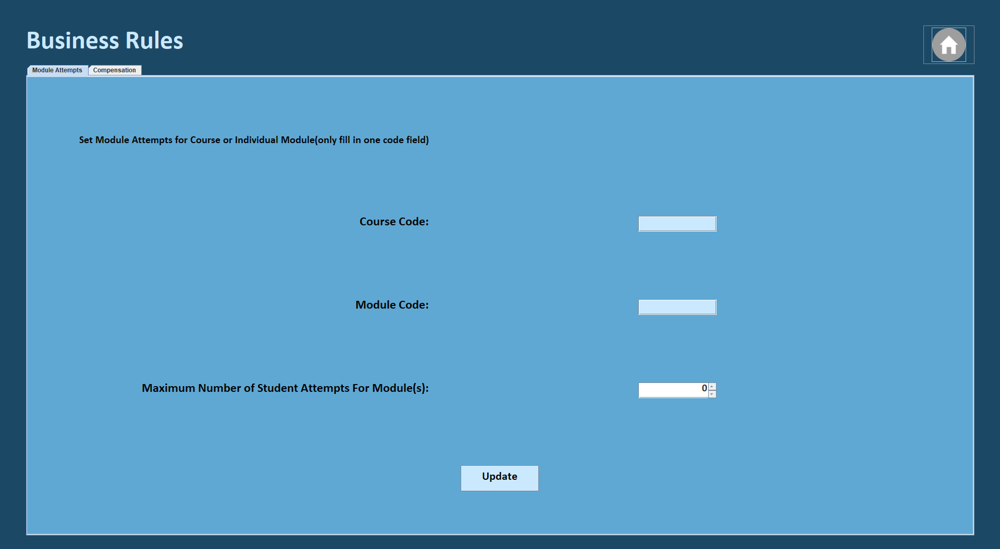 Business Rules
Module Attempts
Compensation
Set Module Attempts for Course or Individual Module(only fill in one code field)
Course Code:
Module Code:
Maximum Number of Student Attempts For Module(s):
0
Update